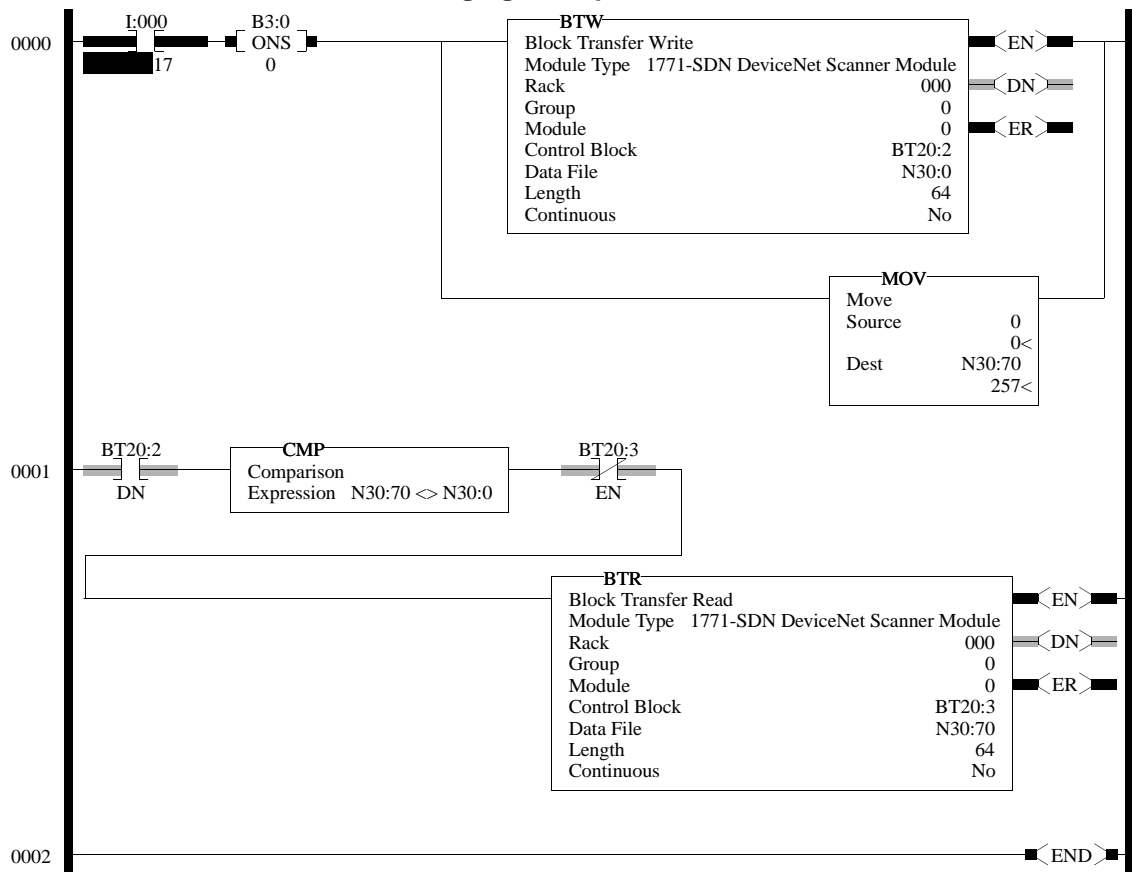 I:000 B3:0 BTW
0000 ONS Block Transfer Write EN
17 0 Module Type 1771-SDN DeviceNet Scanner Module
Rack 000 DN
Group 0
Module 0 ER
Control Block BT20:2
Data File N30:0
Length 64
Continuous No
MOV
Move
Source 0
0<
Dest N30:70
257<
BT20:2 CMP BT20:3
0001 Comparison
DN Expression N30:70 <> N30:0 EN
BTR
Block Transfer Read EN
Module Type 1771-SDN DeviceNet Scanner Module
Rack 000 DN
Group 0
Module 0 ER
Control Block BT20:3
Data File N30:70
Length 64
Continuous No
0002 END